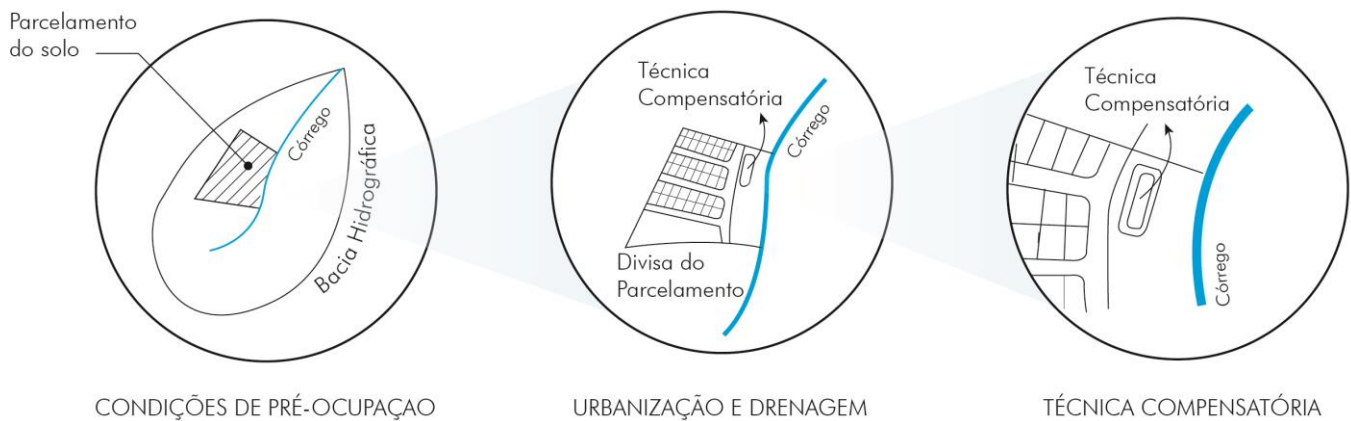 Parcelamento
do solo
Córrego
Bacia Hidrográfica
CONDIÇÕES DE PRÉ-OCUPAÇAO
Técnica
Compensatória
Córrego
Divisa do
Parcelamento
URBANIZAÇÃO E DRENAGEM
Técnica
Compensatória
Córrego
TÉCNICA COMPENSATÓRIA